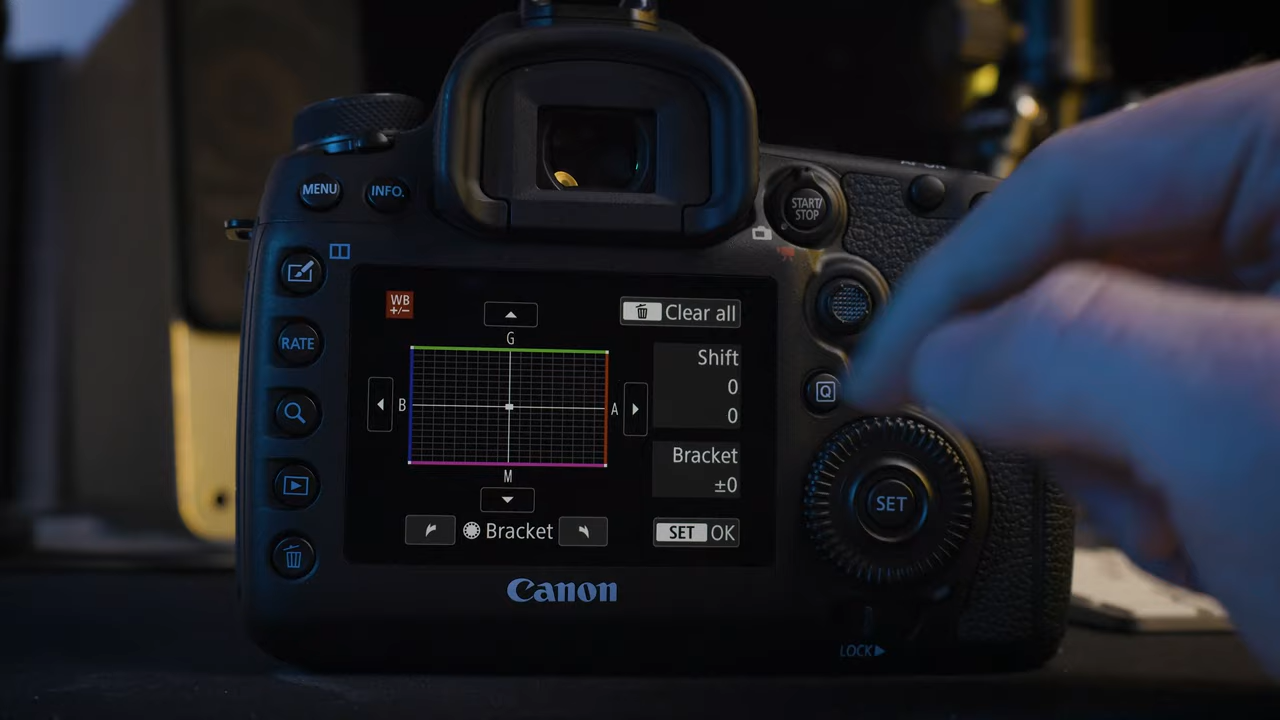 MENU
INFO.
START/
STOP
RATE
WB
+/−
Clear all
G
Shift
0
0
B
A
Q
Bracket
±0
M
Bracket
SET OK
SET
Canon
LOCK▶